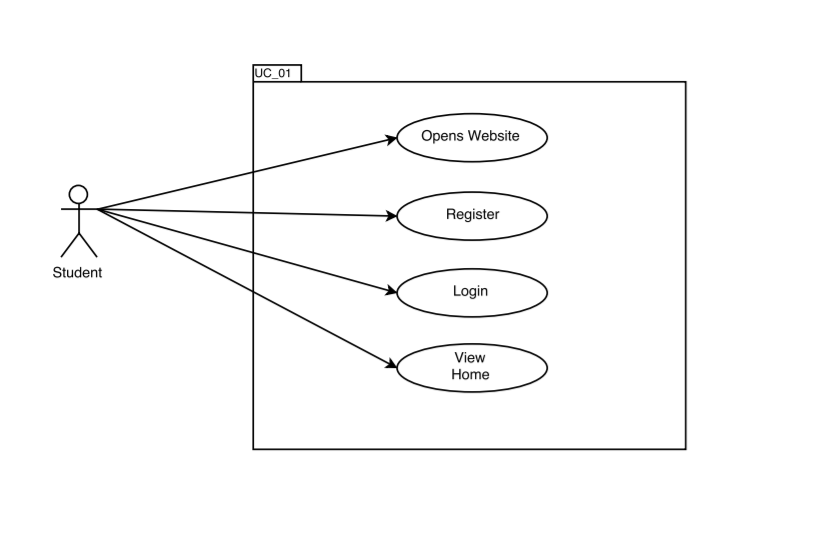 UC_01
Opens Website
Register
Login
View
Home
Student